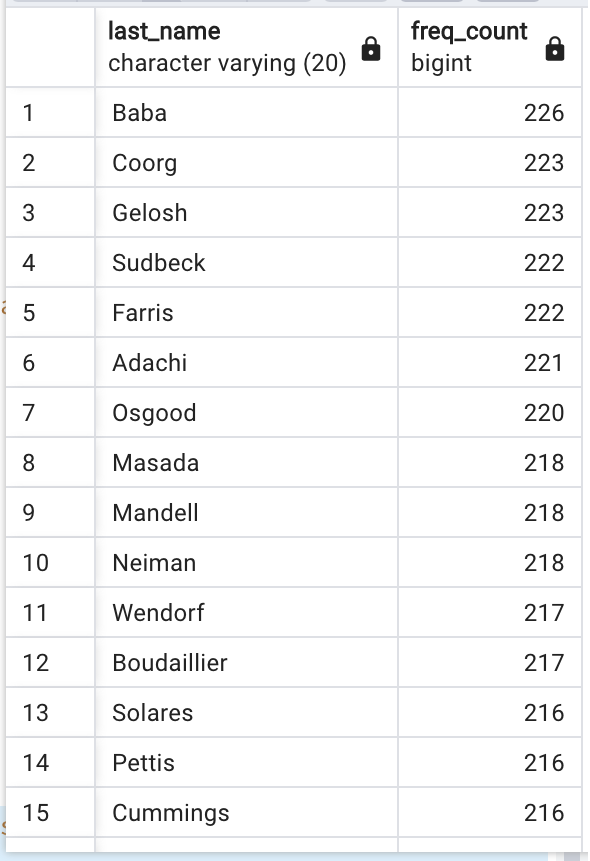 last_name freq_count
character varying (20) bigint
1 Baba 226
2 Coorg 223
3 Gelosh 223
4 Sudbeck 222
5 Farris 222
6 Adachi 221
7 Osgood 220
8 Masada 218
9 Mandell 218
10 Neiman 218
11 Wendorf 217
12 Boudaillier 217
13 Solares 216
14 Pettis 216
15 Cummings 216